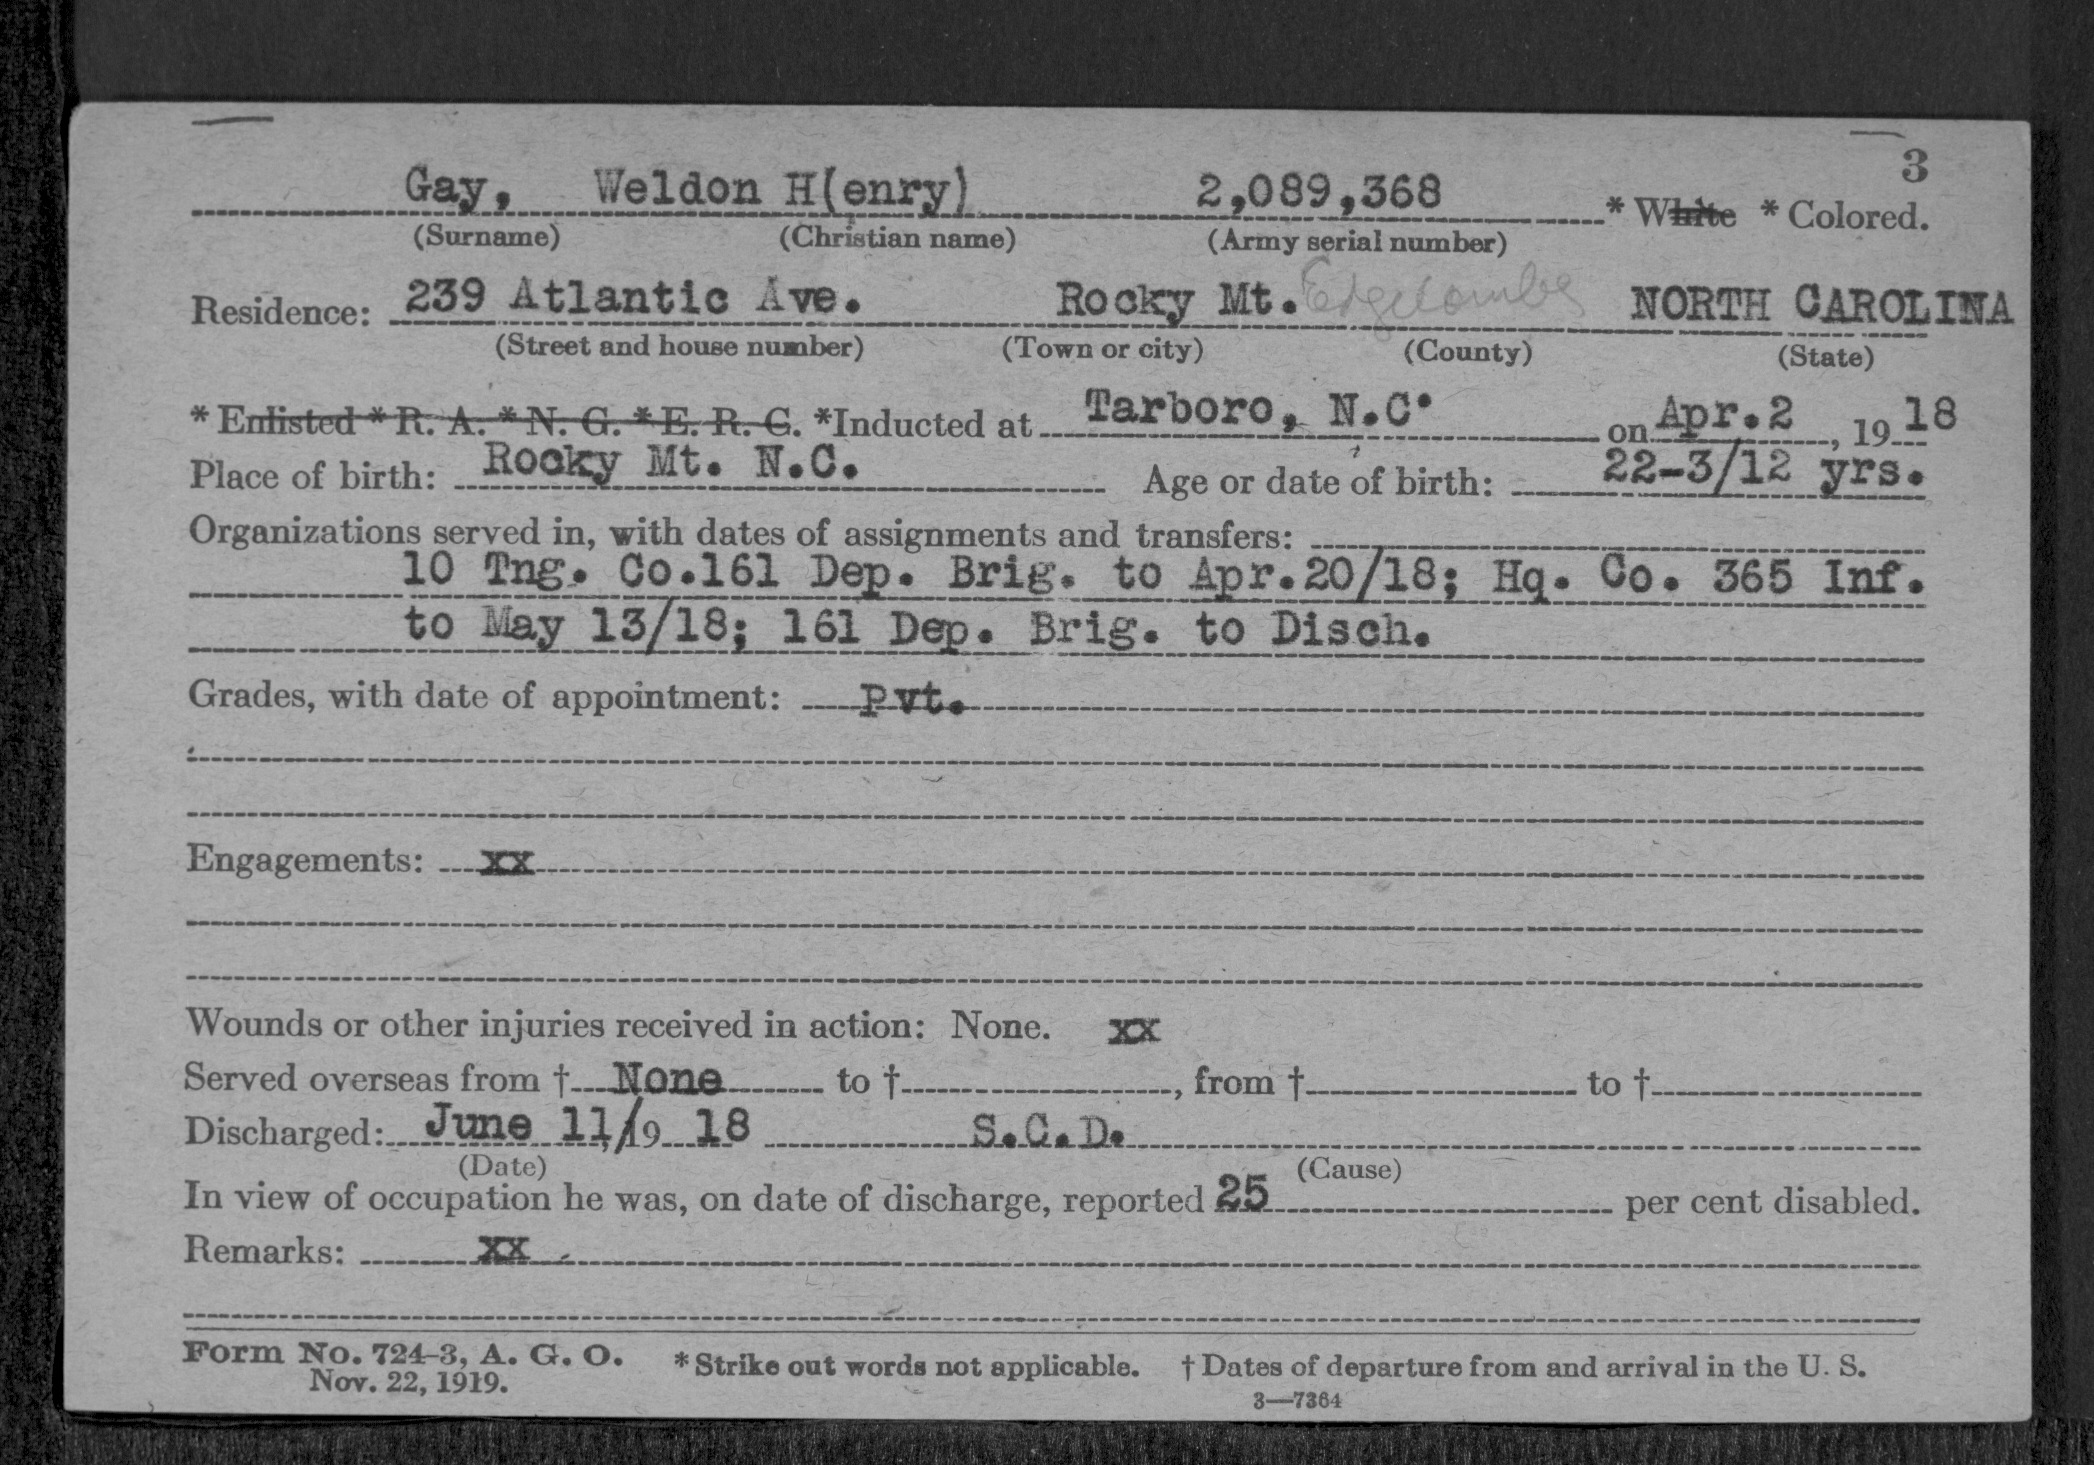 3
Gay, Weldon H(enry) 2,089,368 * White * Colored.
(Surname) (Christian name) (Army serial number)
Residence: 239 Atlantic Ave. Rocky Mt. Edgecombe NORTH CAROLINA
(Street and house number) (Town or city) (County) (State)
* Enlisted * R. A. * N. G. * E. R. C. *Inducted at Tarboro, N.C. on Apr. 2, 19 18
Place of birth: Rocky Mt. N.C. Age or date of birth: 22-3/12 yrs.
Organizations served in, with dates of assignments and transfers:
10 Tng. Co. 161 Dep. Brig. to Apr. 20/18; Hq. Co. 365 Inf.
to May 13/18; 161 Dep. Brig. to Disch.
Grades, with date of appointment: pvt.
Engagements: xx
Wounds or other injuries received in action: None. xx
Served overseas from † None to † , from † to †
Discharged: June 11,/19 18 S.C.D.
(Date) (Cause)
In view of occupation he was, on date of discharge, reported 25 per cent disabled.
Remarks: xx
Form No. 724-3, A. G. O. *Strike out words not applicable. † Dates of departure from and arrival in the U. S.
Nov. 22, 1919.
3—7364